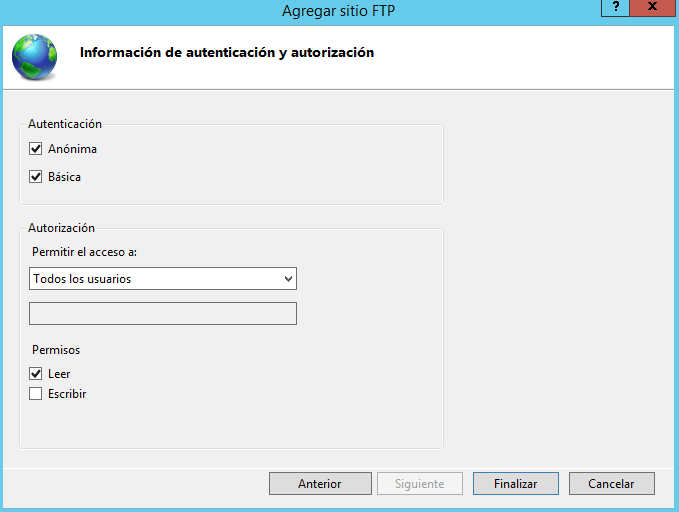 Agregar sitio FTP
? x
Información de autenticación y autorización
Autenticación
Anónima
Básica
Autorización
Permitir el acceso a:
Todos los usuarios
Permisos
Leer
Escribir
Anterior Siguiente Finalizar Cancelar